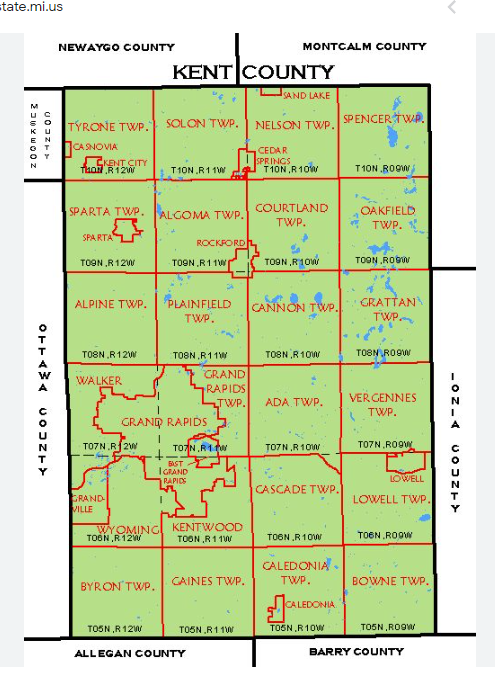 state.mi.us
NEWAYGO COUNTY
MONTCALM COUNTY
KENT COUNTY
MUSKEGON COUNTY
SAND LAKE
TYRONE TWP.
SOLON TWP.
NELSON TWP.
SPENCER TWP.
CASNOVIA
KENT CITY
CEDAR
SPRINGS
T10N,R12W
T10N,R11W
T10N,R10W
T10N,R09W
SPARTA TWP.
ALGOMA TWP.
COURTLAND
TWP.
OAKFIELD
TWP.
SPARTA
ROCKFORD
T09N,R12W
T09N,R11W
T09N,R10W
T09N,R09W
ALPINE TWP.
PLAINFIELD
TWP.
CANNON TWP.
GRATTAN
TWP.
T08N,R12W
T08N,R11W
T08N,R10W
T08N,R09W
OTTAWA COUNTY
IONIA COUNTY
WALKER
GRAND
RAPIDS
TWP.
GRAND RAPIDS
ADA TWP.
VERGENNES
TWP.
T07N,R12W
T07N,R11W
T07N,R10W
T07N,R09W
EAST
GRAND
RAPIDS
LOWELL
GRAND-
VILLE
CASCADE TWP.
LOWELL TWP.
WYOMING
KENTWOOD
T06N,R12W
T06N,R11W
T06N,R10W
T06N,R09W
BYRON TWP.
GAINES TWP.
CALEDONIA
TWP.
BOWNE TWP.
CALEDONIA
T05N,R12W
T05N,R11W
T05N,R10W
T05N,R09W
ALLEGAN COUNTY
BARRY COUNTY